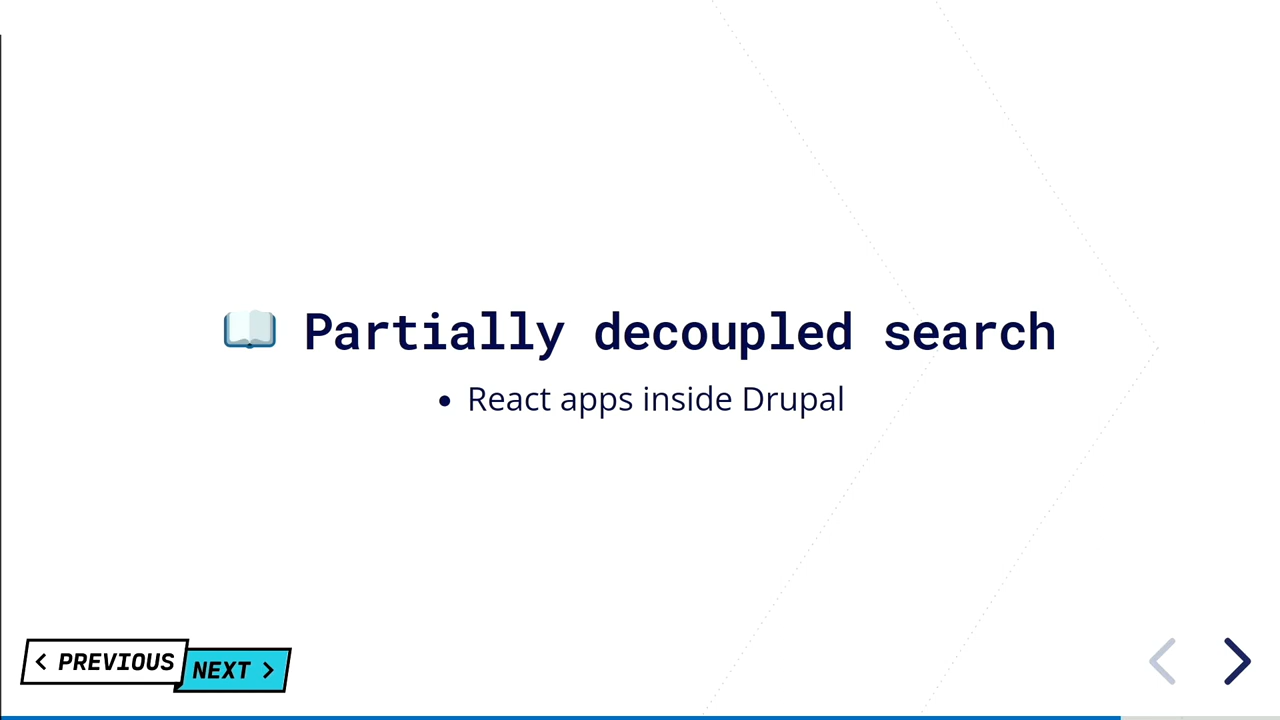 📖 Partially decoupled search
• React apps inside Drupal
< PREVIOUS
NEXT >